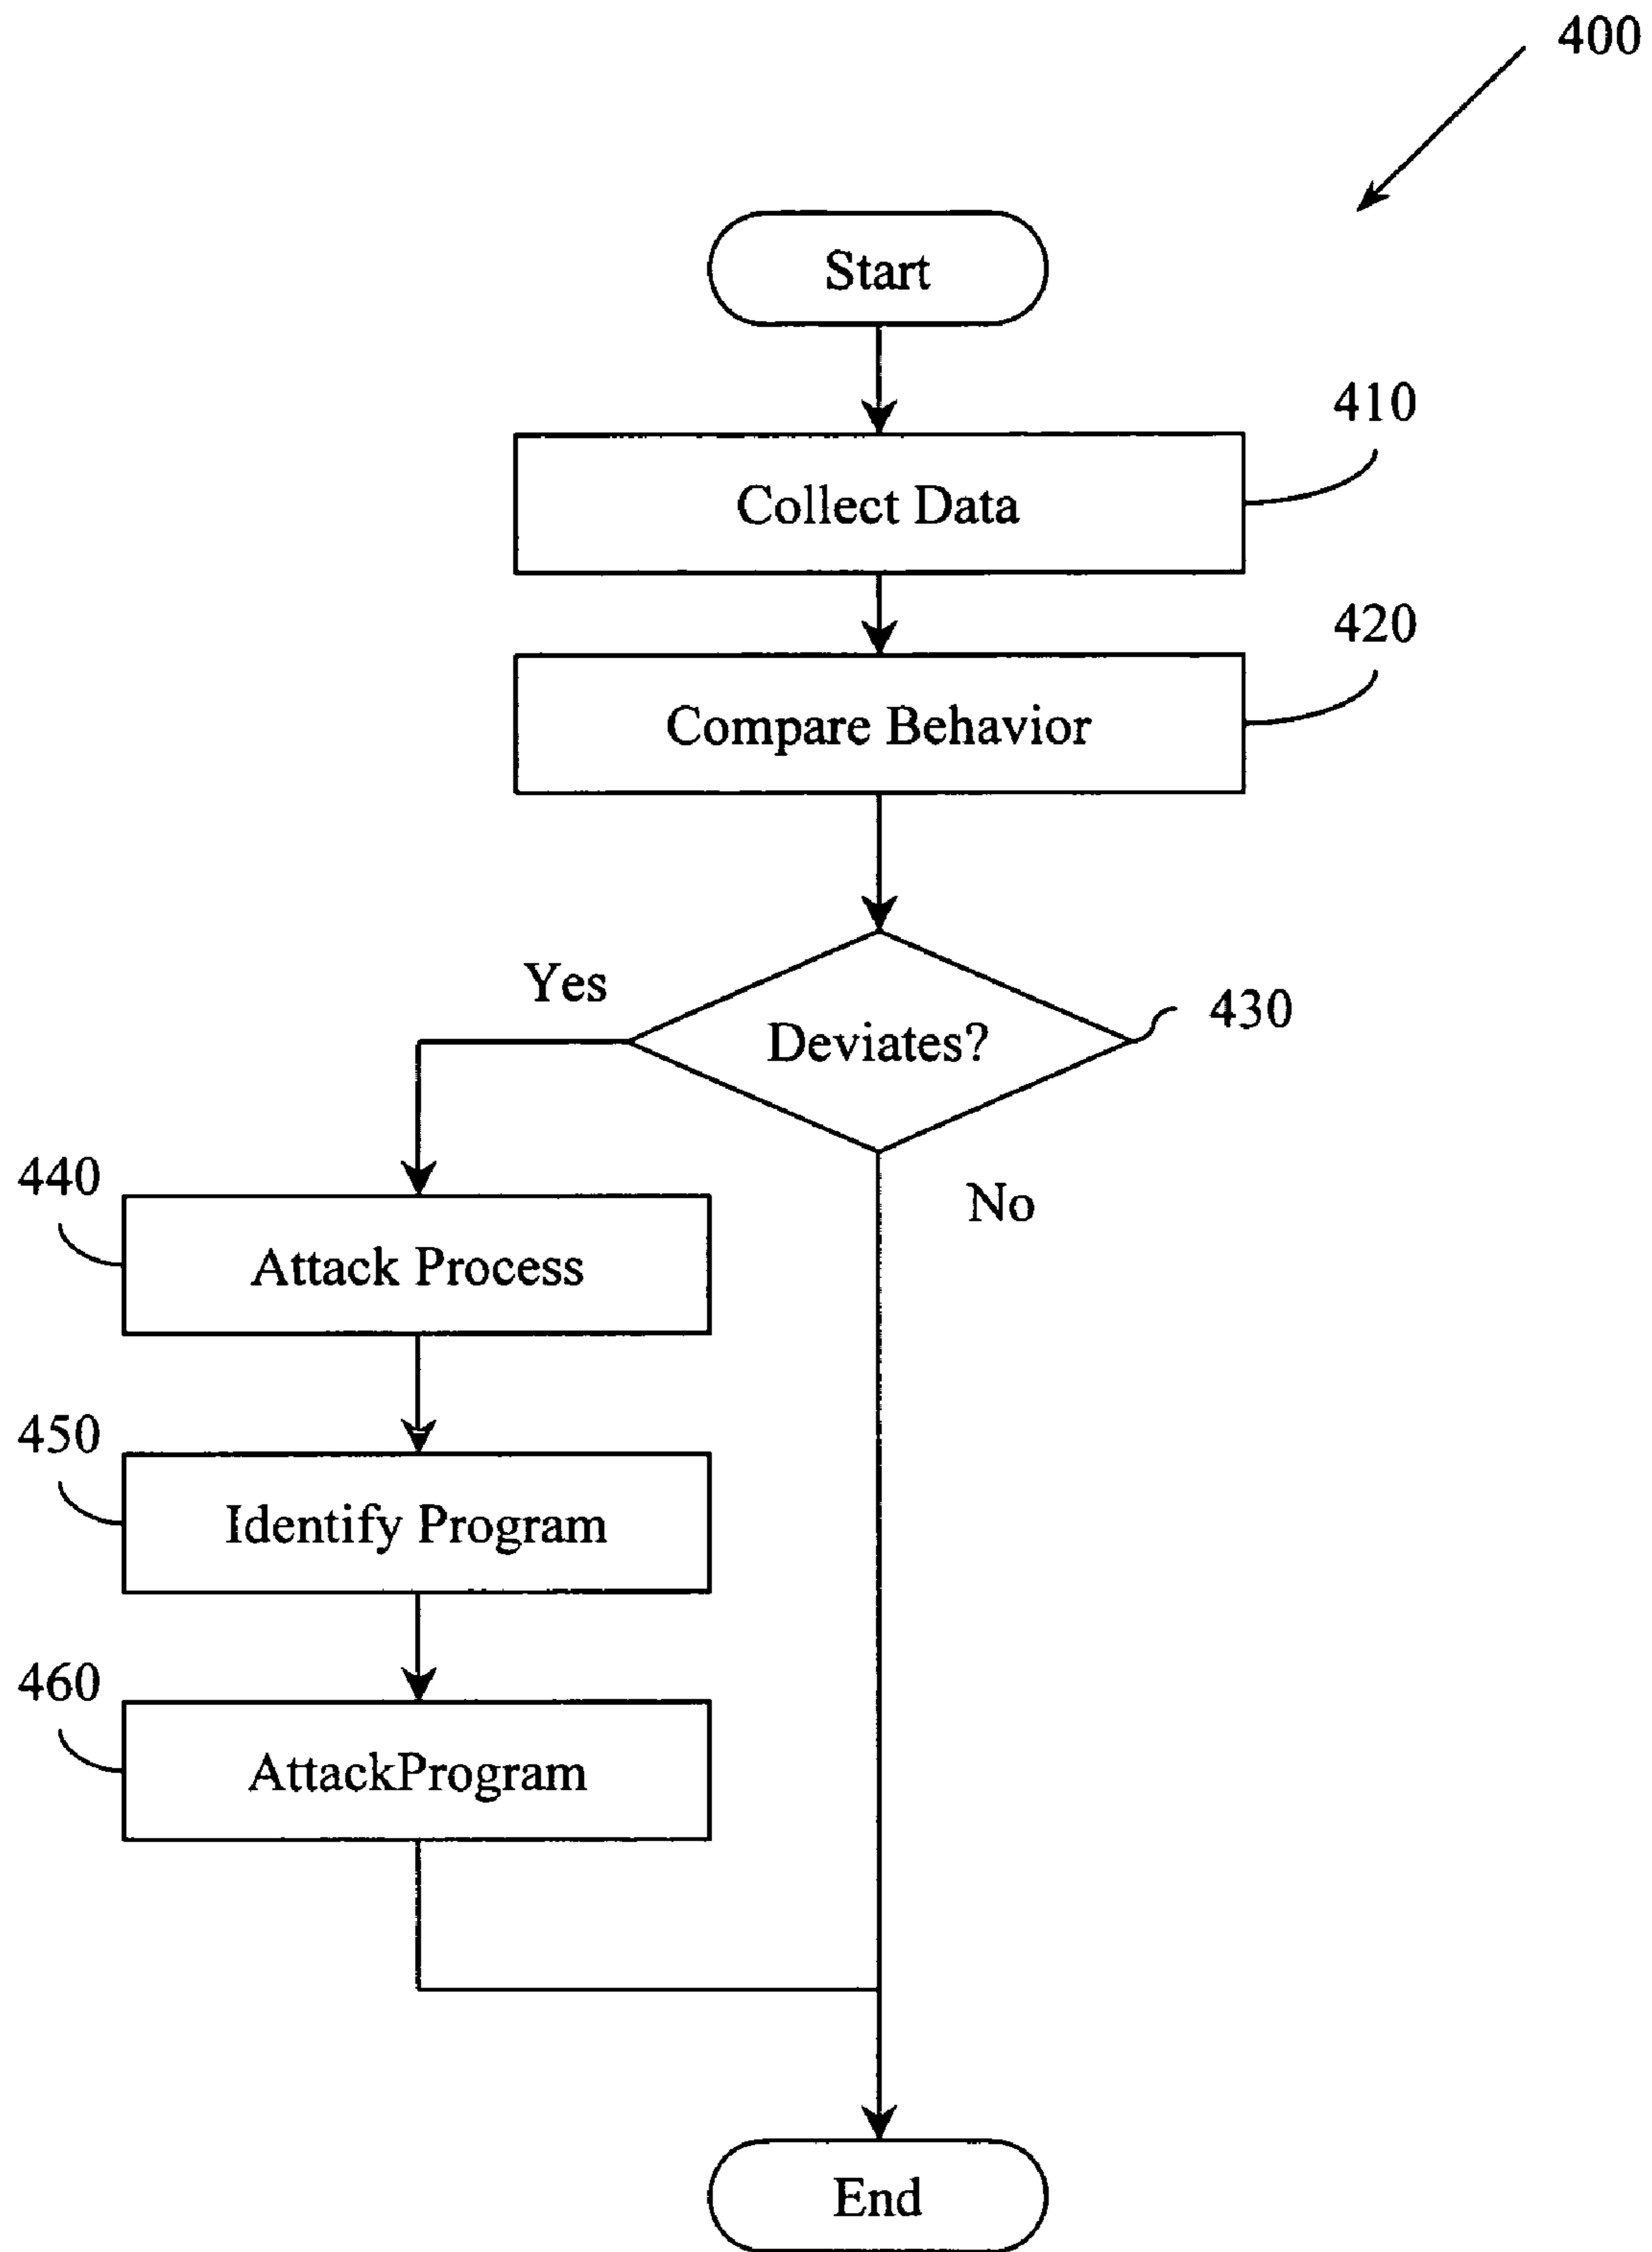 400
Start
410
Collect Data
420
Compare Behavior
Yes
Deviates?
430
440
No
Attack Process
450
Identify Program
460
AttackProgram
End